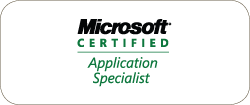 Microsoft®
CERTIFIED
Application
Specialist